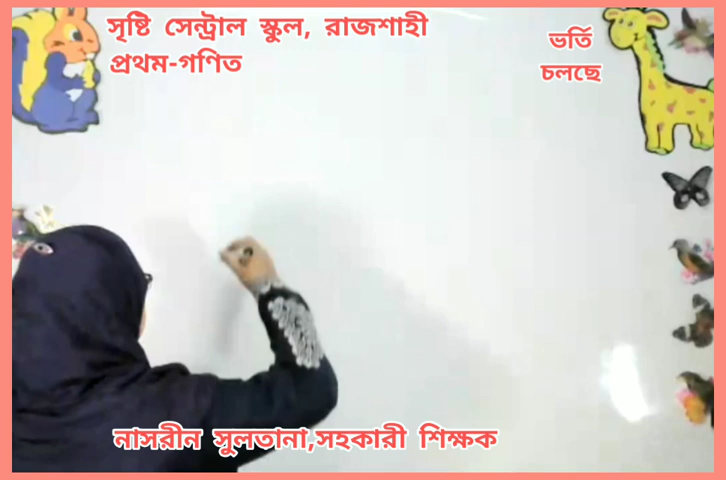 সৃষ্টি সেন্ট্রাল স্কুল, রাজশাহী
প্রথম-গণিত
ভর্তি
চলছে
নাসরীন সুলতানা,সহকারী শিক্ষক